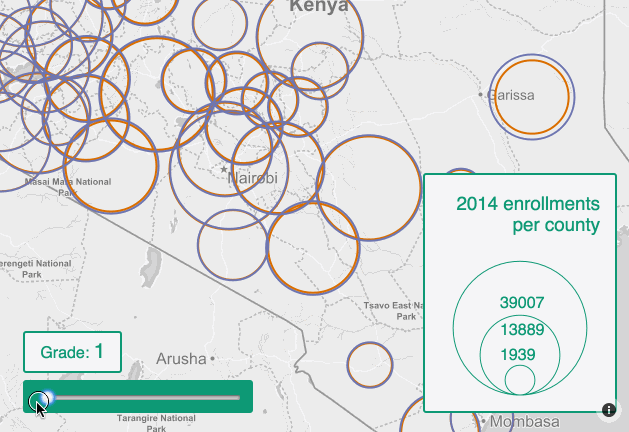 Kenya
Garissa
Nairobi
Masai Mara National
Park
erengeti National
Park
2014 enrollments
per county
39007
13889
1939
Tsavo East Na
Park
Grade: 1
Arusha
Tarangire National
Park
Mombasa
i